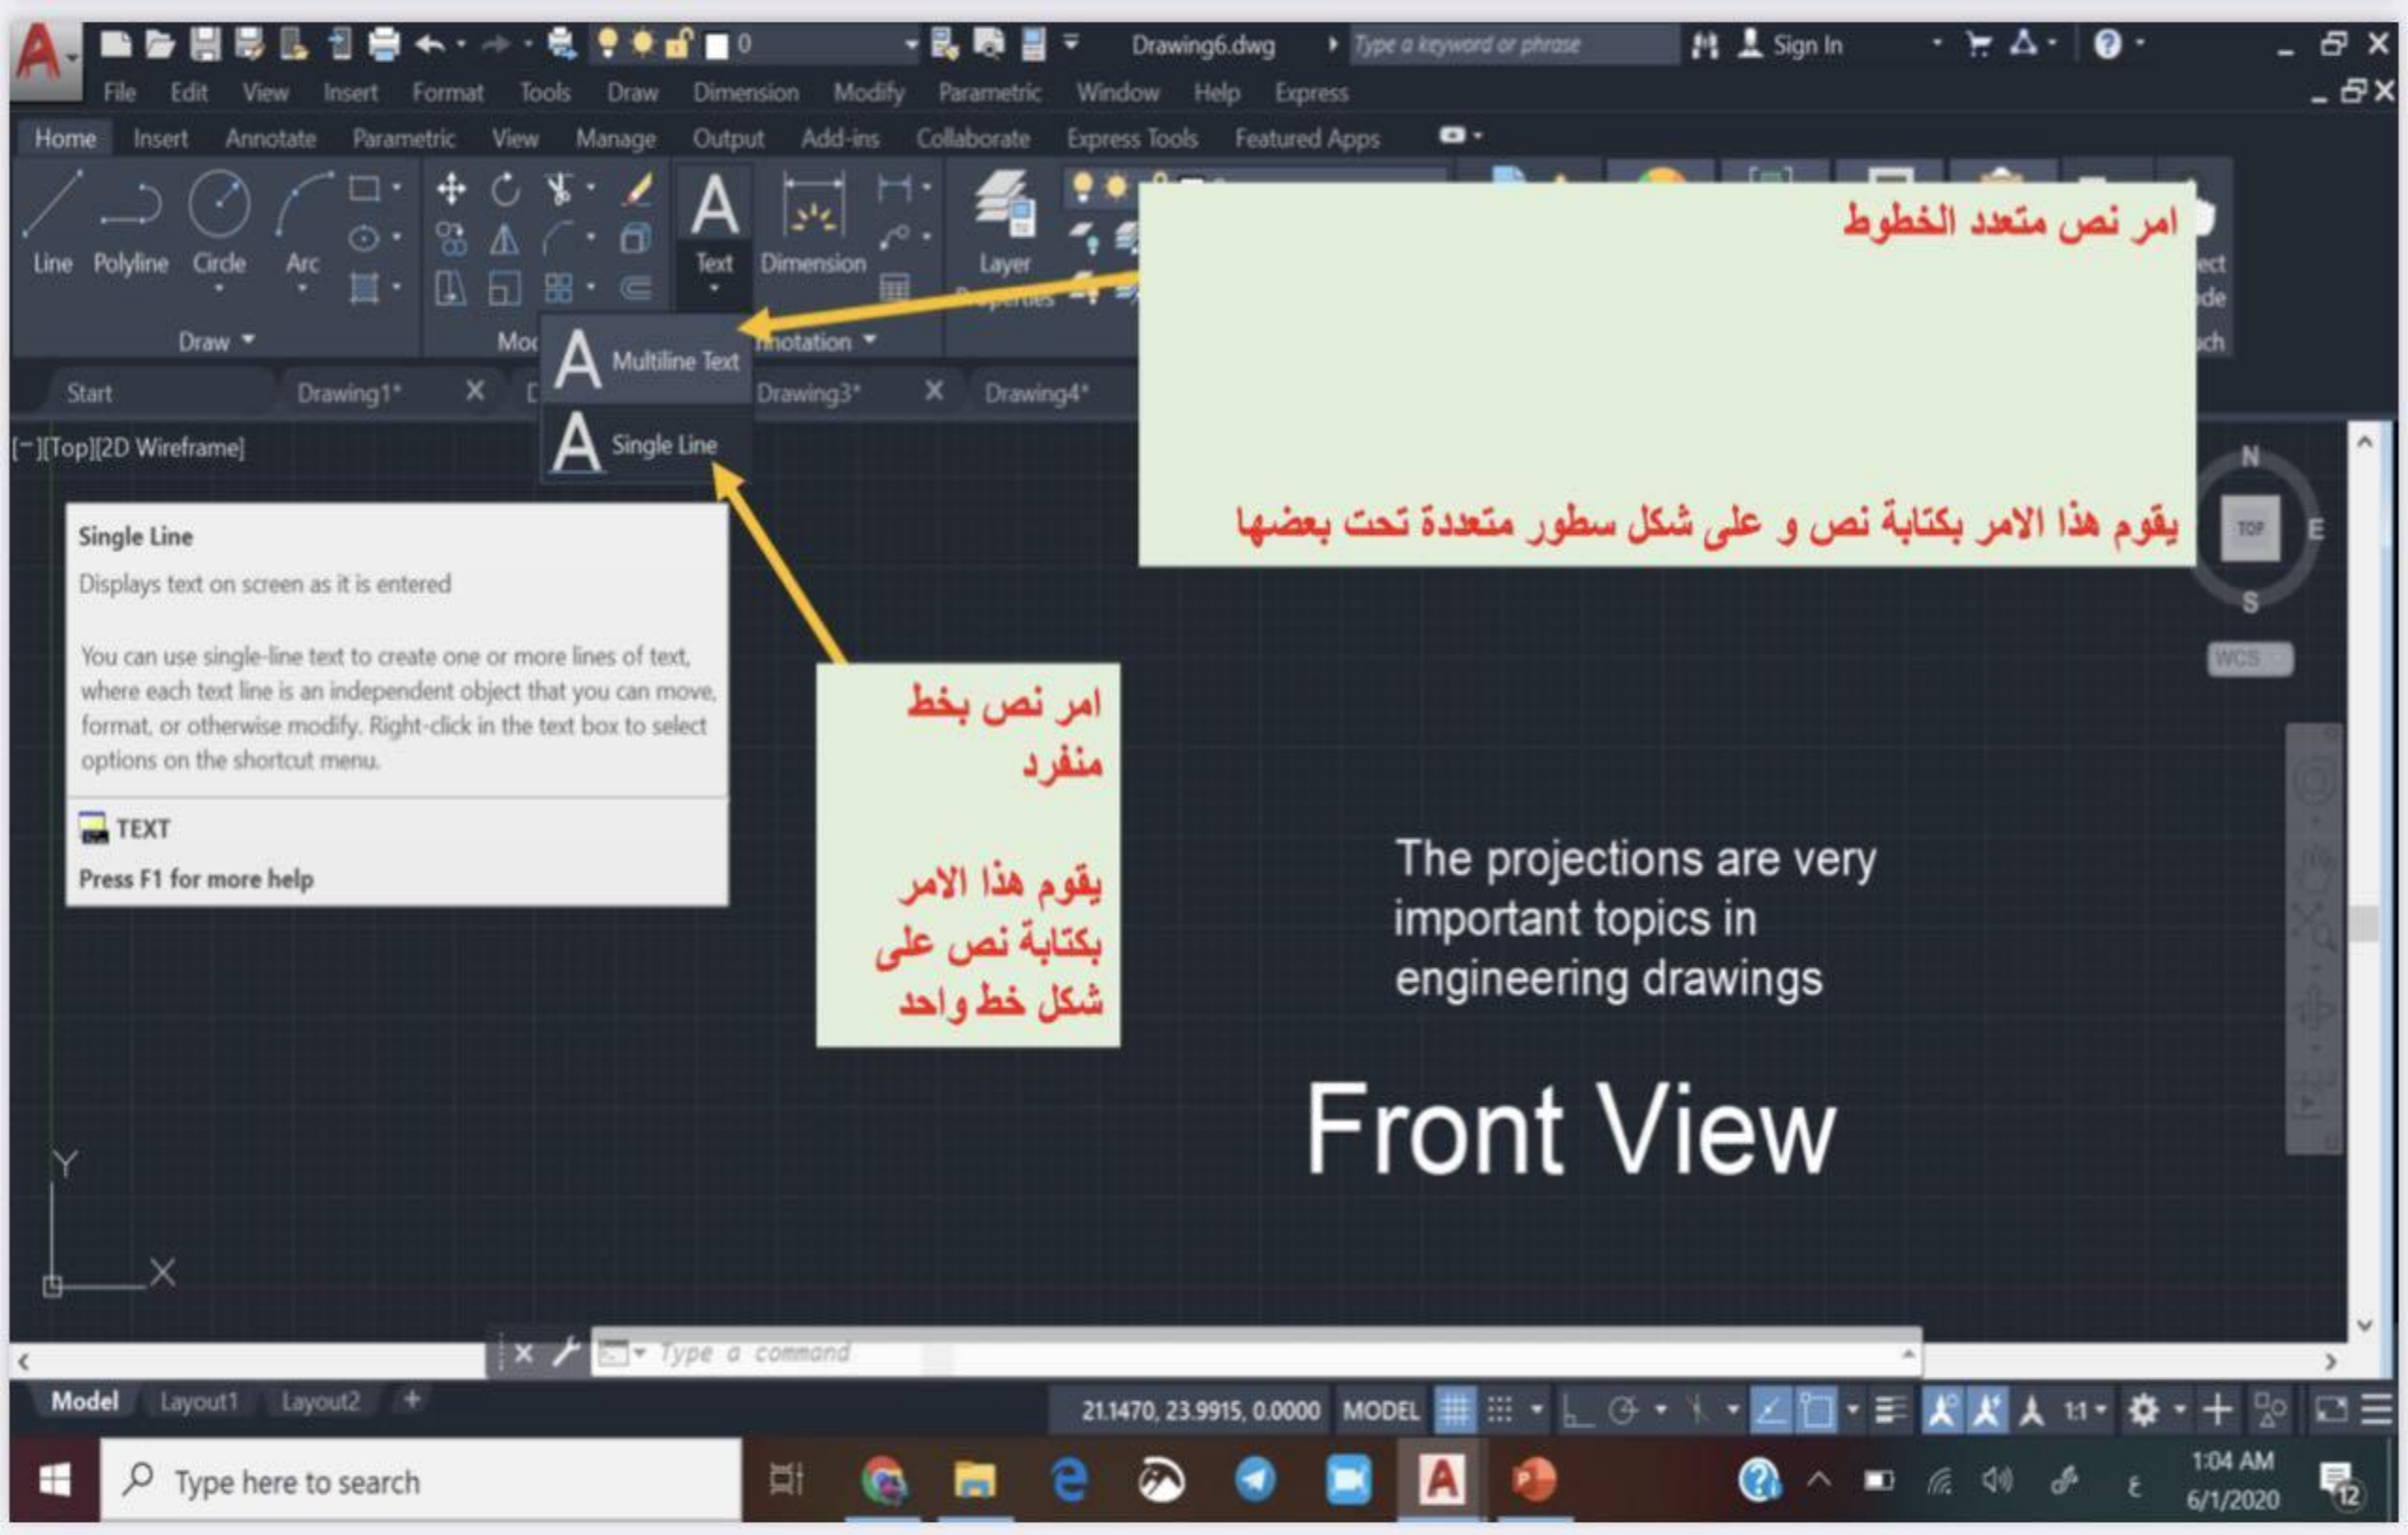 0
Drawing6.dwg
Type a keyword or phrase
Sign In
File Edit View Insert Format Tools Draw Dimension Modify Parametric Window Help Express
Home Insert Annotate Parametric View Manage Output Add-ins Collaborate Express Tools Featured Apps
Line Polyline Circle Arc
Text Dimension
Layer
Properties
Draw
Start Drawing1* Drawing3* Drawing4*
Multiline Text
Single Line
امر نص متعدد الخطوط
يقوم هذا الامر بكتابة نص و على شكل سطور متعددة تحت بعضها
[-][Top][2D Wireframe]
N
TOP E
S
WCS
Single Line
Displays text on screen as it is entered
You can use single-line text to create one or more lines of text,
where each text line is an independent object that you can move,
format, or otherwise modify. Right-click in the text box to select
options on the shortcut menu.
TEXT
Press F1 for more help
امر نص بخط
منفرد
يقوم هذا الامر
بكتابة نص على
شكل خط واحد
The projections are very
important topics in
engineering drawings
Front View
Y
X
Type a command
Model Layout1 Layout2 +
21.1470, 23.9915, 0.0000 MODEL
1:1
Type here to search
ع
1:04 AM
6/1/2020
12